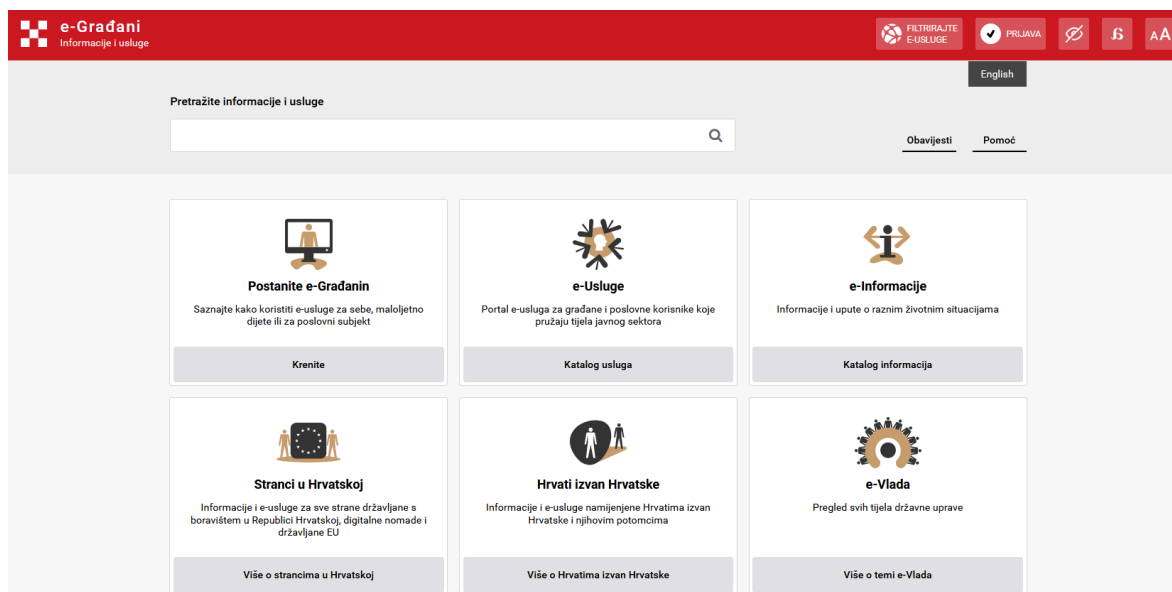 e-Građani
Informacije i usluge
FILTRIRAJTE
E-USLUGE
PRIJAVA
AA
English
Pretražite informacije i usluge
Obavijesti
Pomoć
Postanite e-Građanin
Saznajte kako koristiti e-usluge za sebe, maloljetno
dijete ili za poslovni subjekt
Krenite
e-Usluge
Portal e-usluga za građane i poslovne korisnike koje
pružaju tijela javnog sektora
Katalog usluga
e-Informacije
Informacije i upute o raznim životnim situacijama
Katalog informacija
Stranci u Hrvatskoj
Informacije i e-usluge za sve strane državljane s
boravištem u Republici Hrvatskoj, digitalne nomade i
državljane EU
Više o strancima u Hrvatskoj
Hrvati izvan Hrvatske
Informacije i e-usluge namijenjene Hrvatima izvan
Hrvatske i njihovim potomcima
Više o Hrvatima izvan Hrvatske
e-Vlada
Pregled svih tijela državne uprave
Više o temi e-Vlada